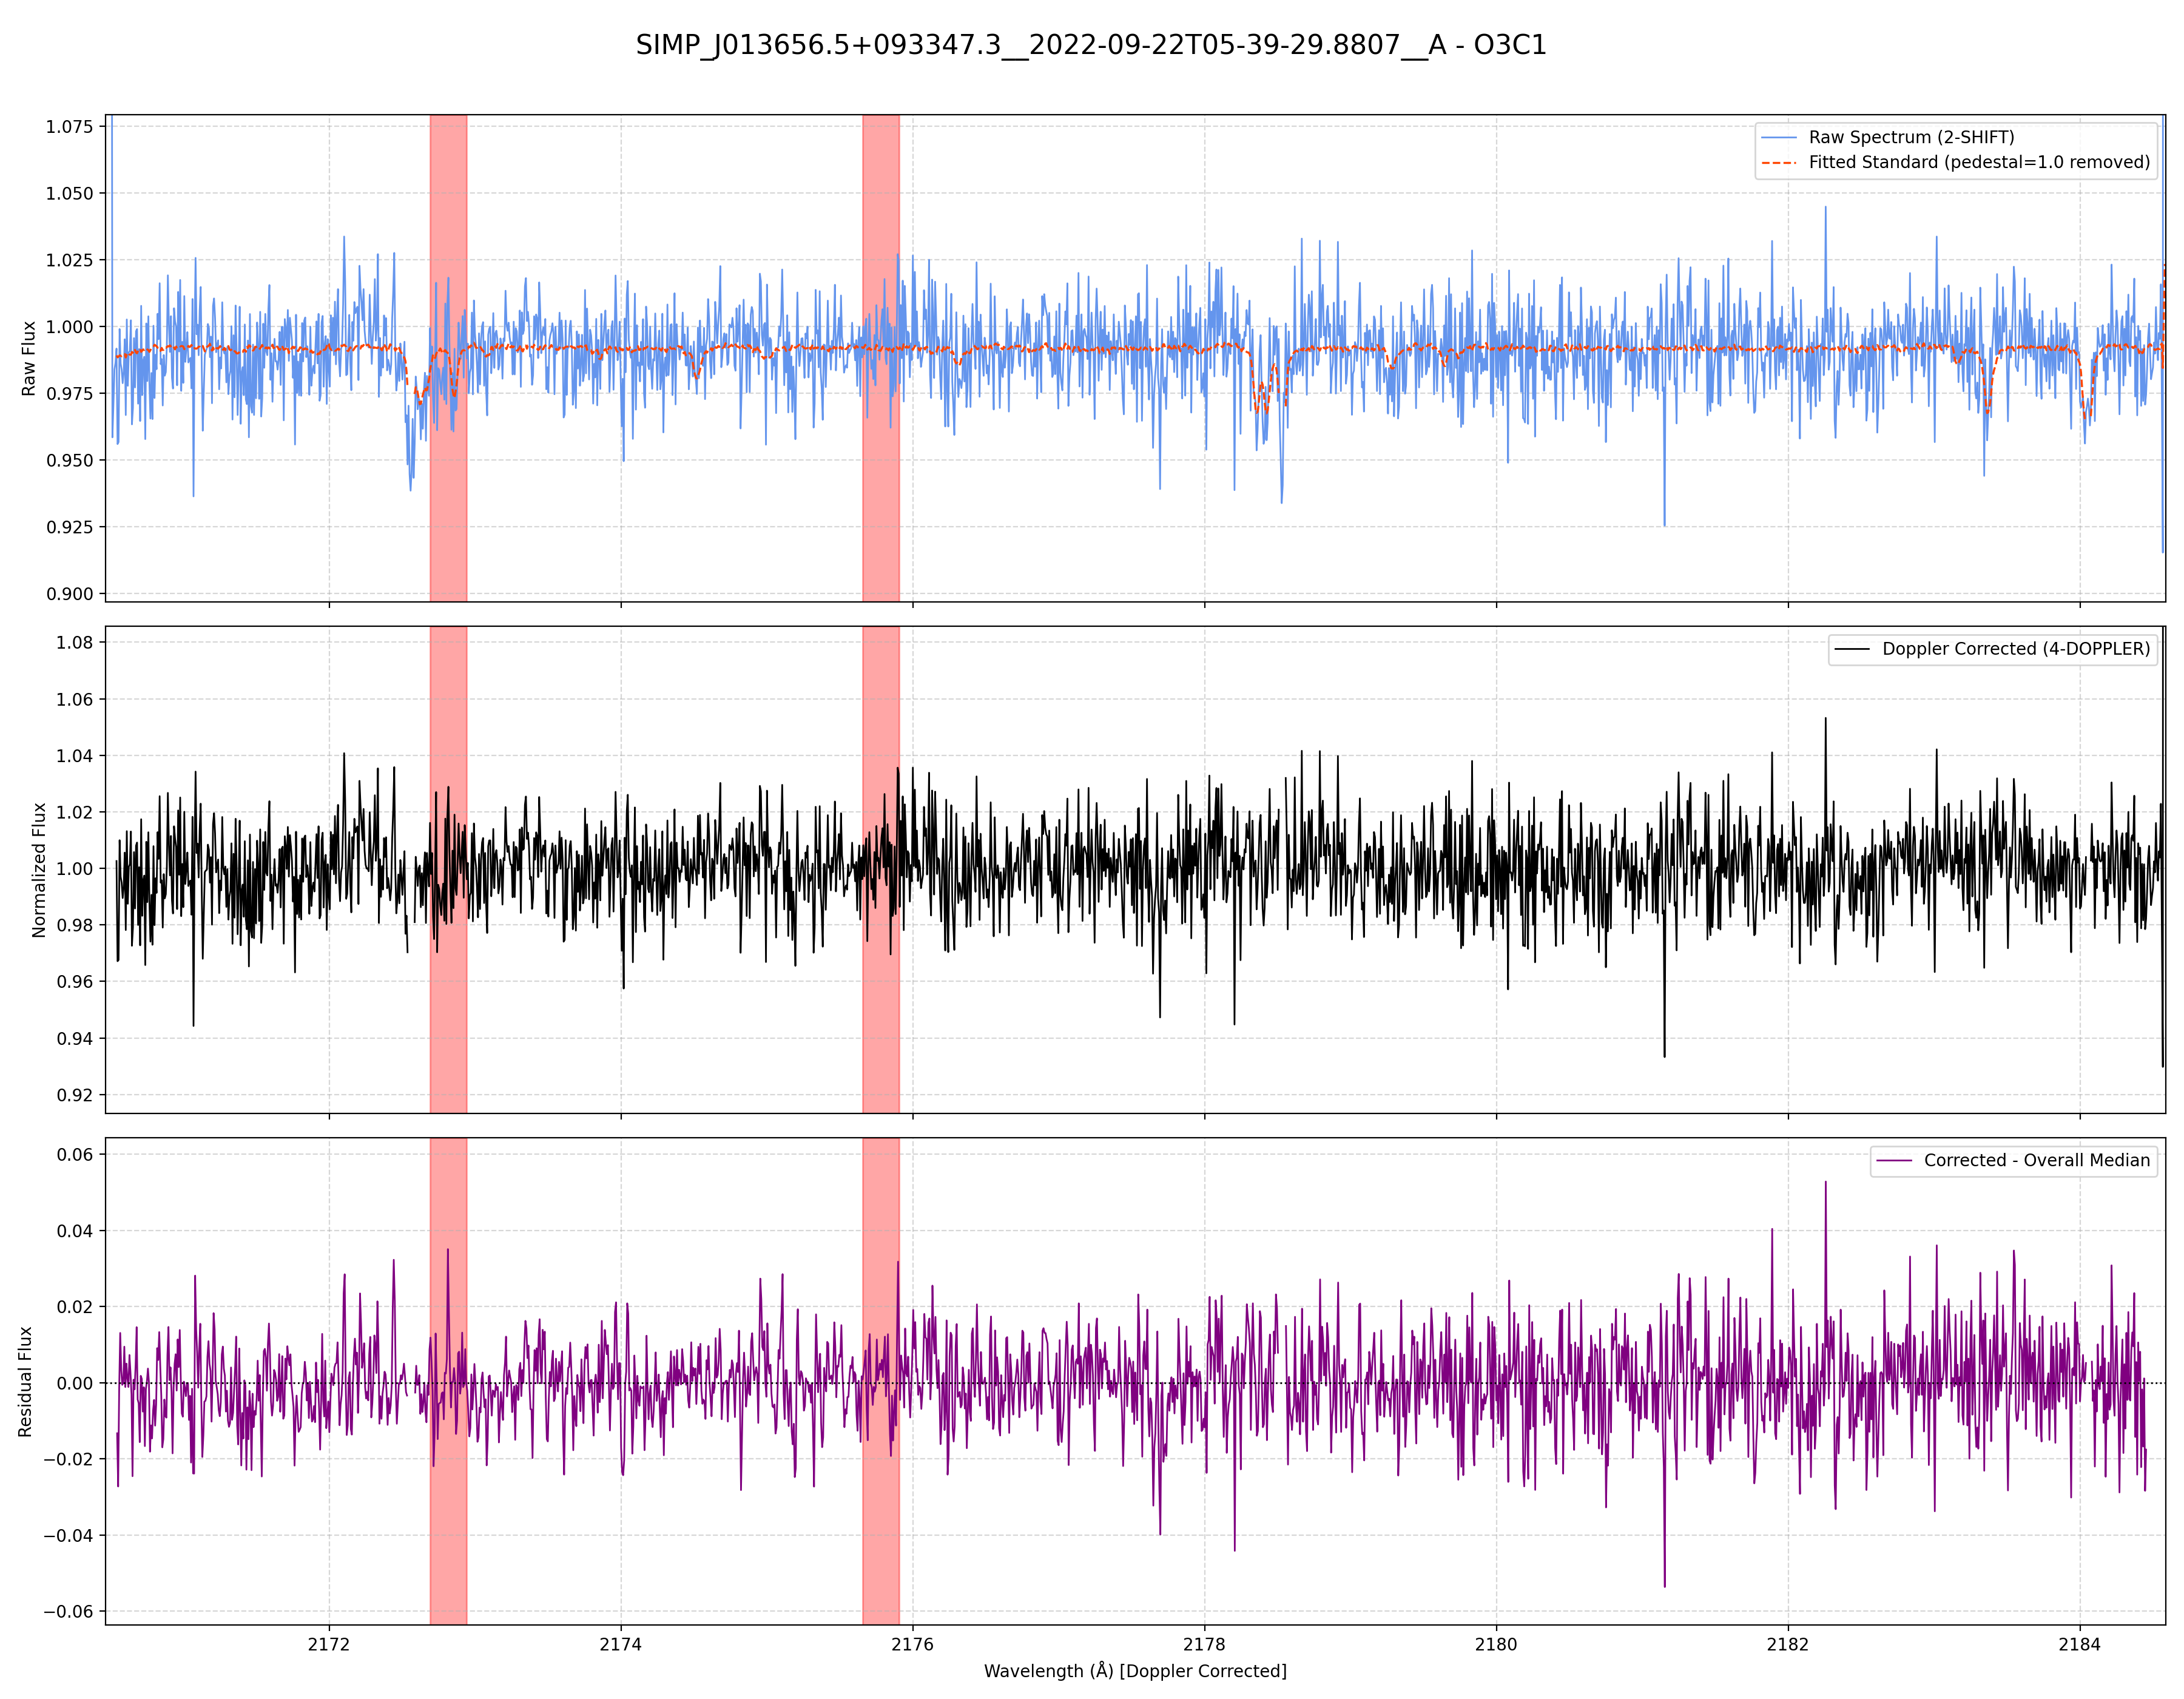 SIMP_J013656.5+093347.3__2022-09-22T05-39-29.8807__A - O3C1
Raw Flux
1.075
1.050
1.025
1.000
0.975
0.950
0.925
0.900
Raw Spectrum (2-SHIFT)
Fitted Standard (pedestal=1.0 removed)
Normalized Flux
1.08
1.06
1.04
1.02
1.00
0.98
0.96
0.94
0.92
Doppler Corrected (4-DOPPLER)
Residual Flux
0.06
0.04
0.02
0.00
−0.02
−0.04
−0.06
Corrected - Overall Median
2172 2174 2176 2178 2180 2182 2184
Wavelength (Å) [Doppler Corrected]